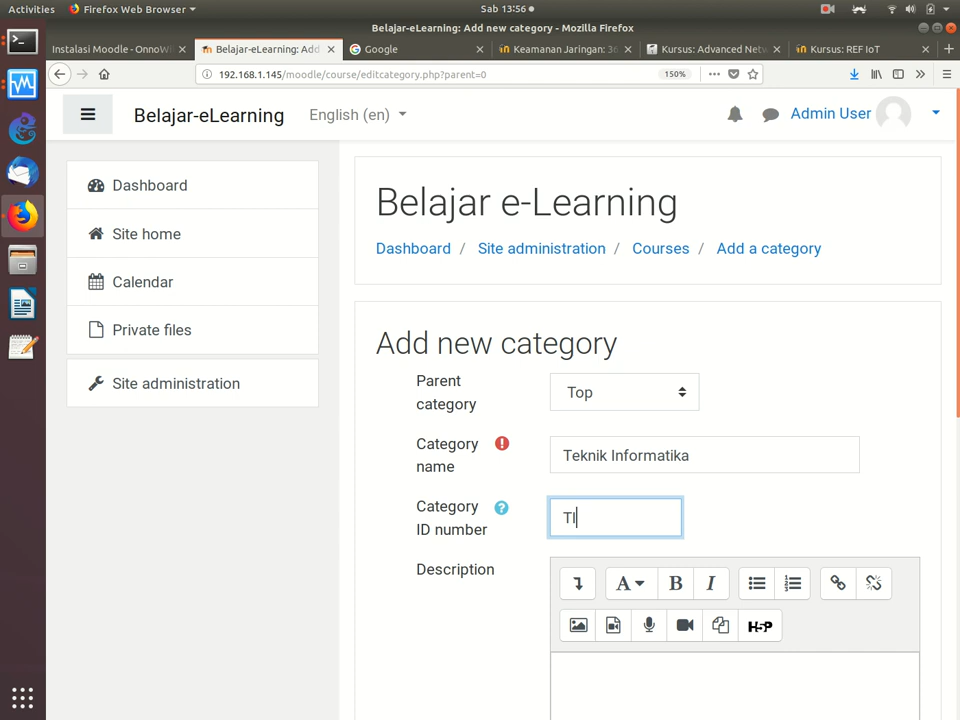 Activities Firefox Web Browser Sab 13:56
Belajar-eLearning: Add new category - Mozilla Firefox
Instalasi Moodle - OnnoWi Belajar-eLearning: Add Google Keamanan Jaringan: 3d Kursus: Advanced Netw Kursus: REF IoT
192.168.1.145/moodle/course/editcategory.php?parent=0 150%
Belajar-eLearning English (en) Admin User
Dashboard
Site home
Calendar
Private files
Site administration
Belajar e-Learning
Dashboard / Site administration / Courses / Add a category
Add new category
Parent category
Top
Category name
Teknik Informatika
Category ID number
TI
Description
A B I
H5P